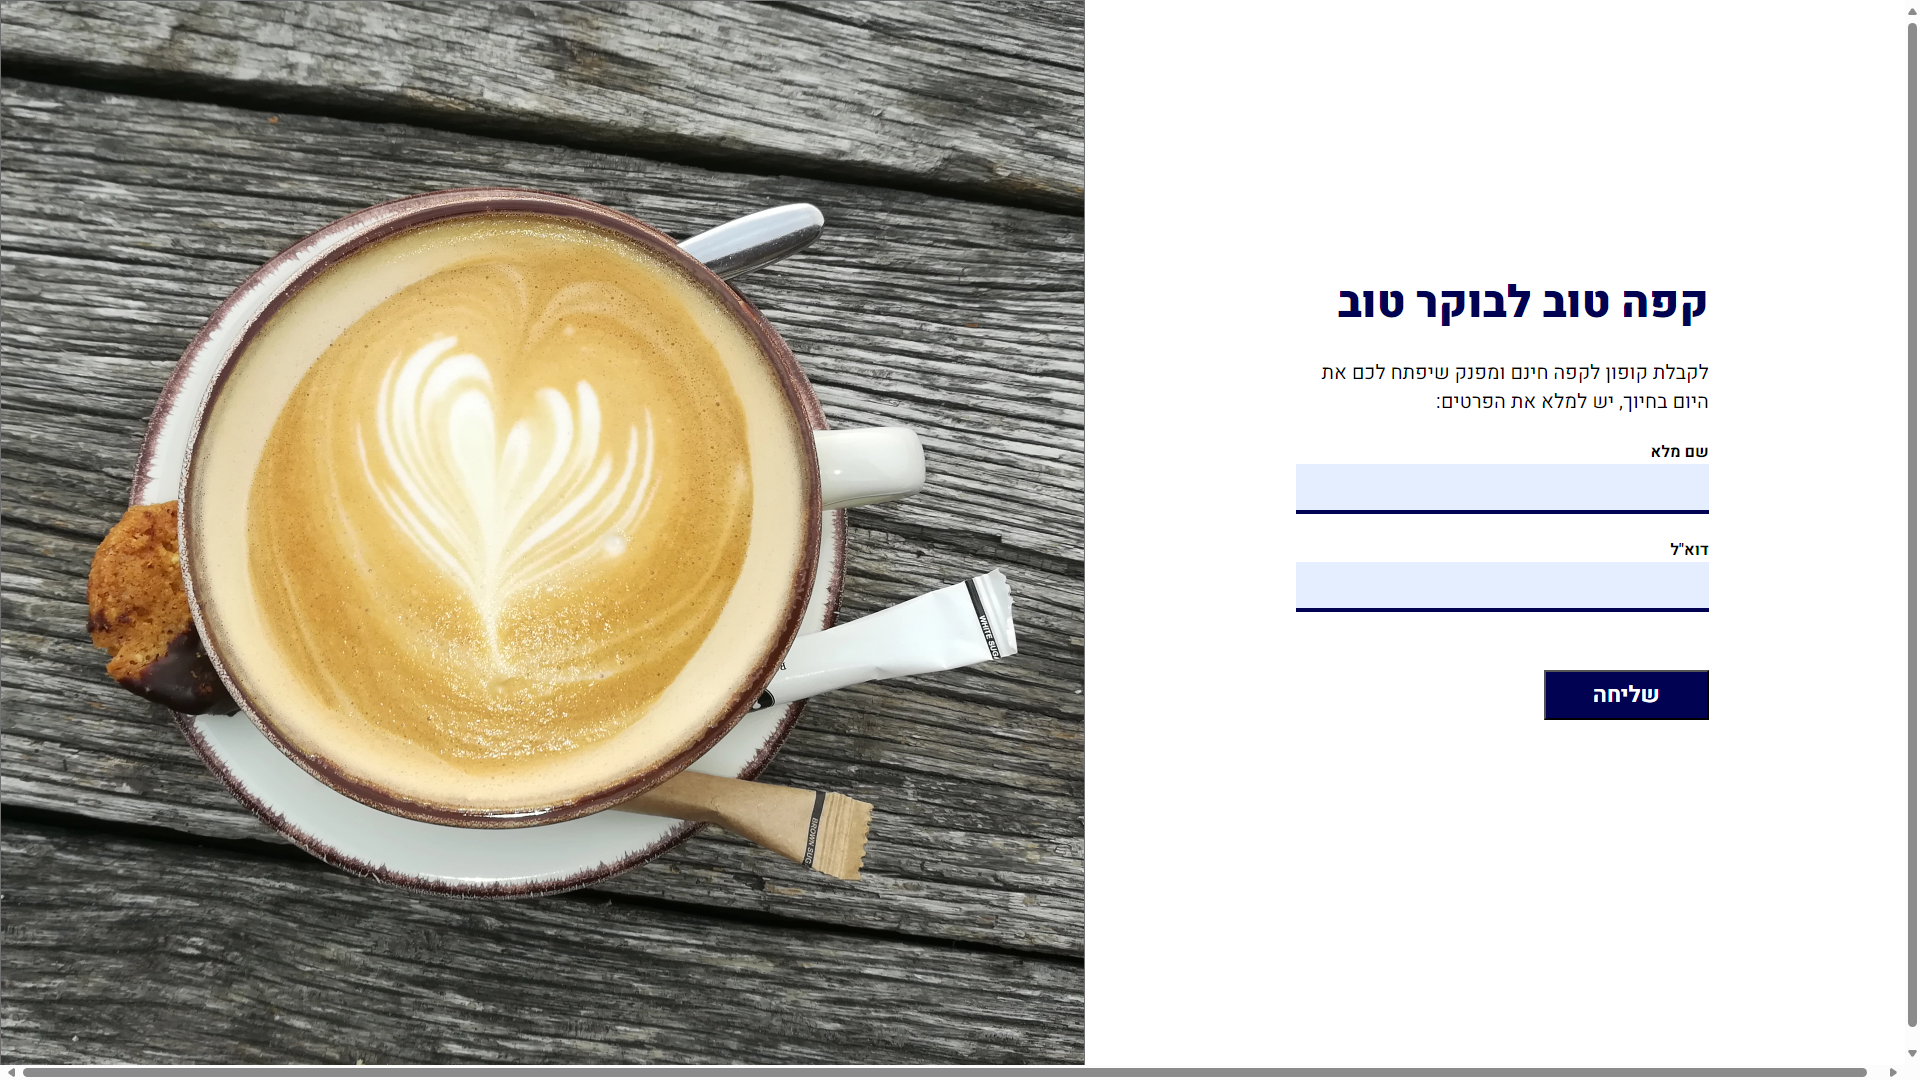 קפה טוב לבוקר טוב
לקבלת קופון לקפה חינם ומפנק שיפתח לכם את
היום בחיוך, יש למלא את הפרטים:
שם מלא
דוא"ל
שליחה
WHITE SUGA
BROWN SUG